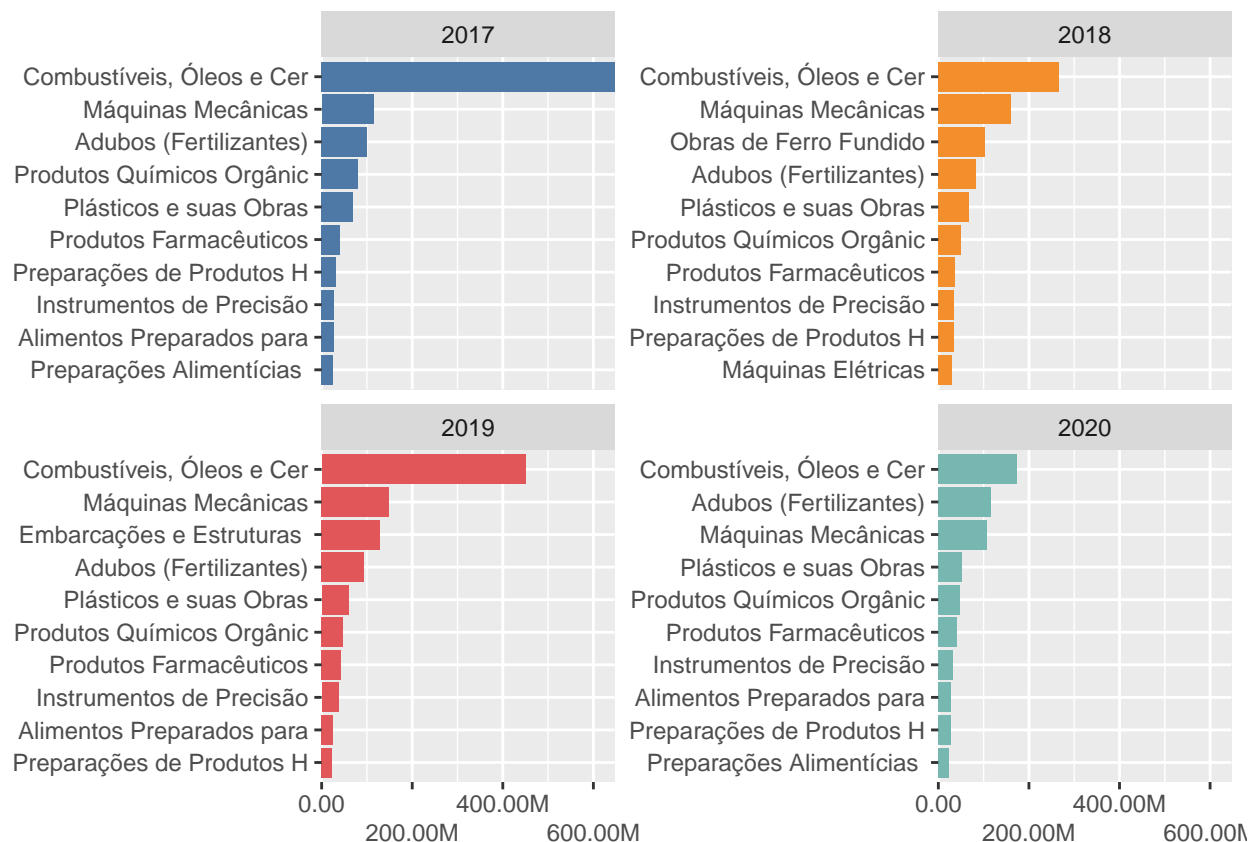 2017
Combustíveis, Óleos e Cer
Máquinas Mecânicas
Adubos (Fertilizantes)
Produtos Químicos Orgânic
Plásticos e suas Obras
Produtos Farmacêuticos
Preparações de Produtos H
Instrumentos de Precisão
Alimentos Preparados para
Preparações Alimentícias
2018
Combustíveis, Óleos e Cer
Máquinas Mecânicas
Obras de Ferro Fundido
Adubos (Fertilizantes)
Plásticos e suas Obras
Produtos Químicos Orgânic
Produtos Farmacêuticos
Instrumentos de Precisão
Preparações de Produtos H
Máquinas Elétricas
2019
Combustíveis, Óleos e Cer
Máquinas Mecânicas
Embarcações e Estruturas
Adubos (Fertilizantes)
Plásticos e suas Obras
Produtos Químicos Orgânic
Produtos Farmacêuticos
Instrumentos de Precisão
Alimentos Preparados para
Preparações de Produtos H
0.00 400.00M
200.00M 600.00M
2020
Combustíveis, Óleos e Cer
Adubos (Fertilizantes)
Máquinas Mecânicas
Plásticos e suas Obras
Produtos Químicos Orgânic
Produtos Farmacêuticos
Instrumentos de Precisão
Alimentos Preparados para
Preparações de Produtos H
Preparações Alimentícias
0.00 400.00M
200.00M 600.00M